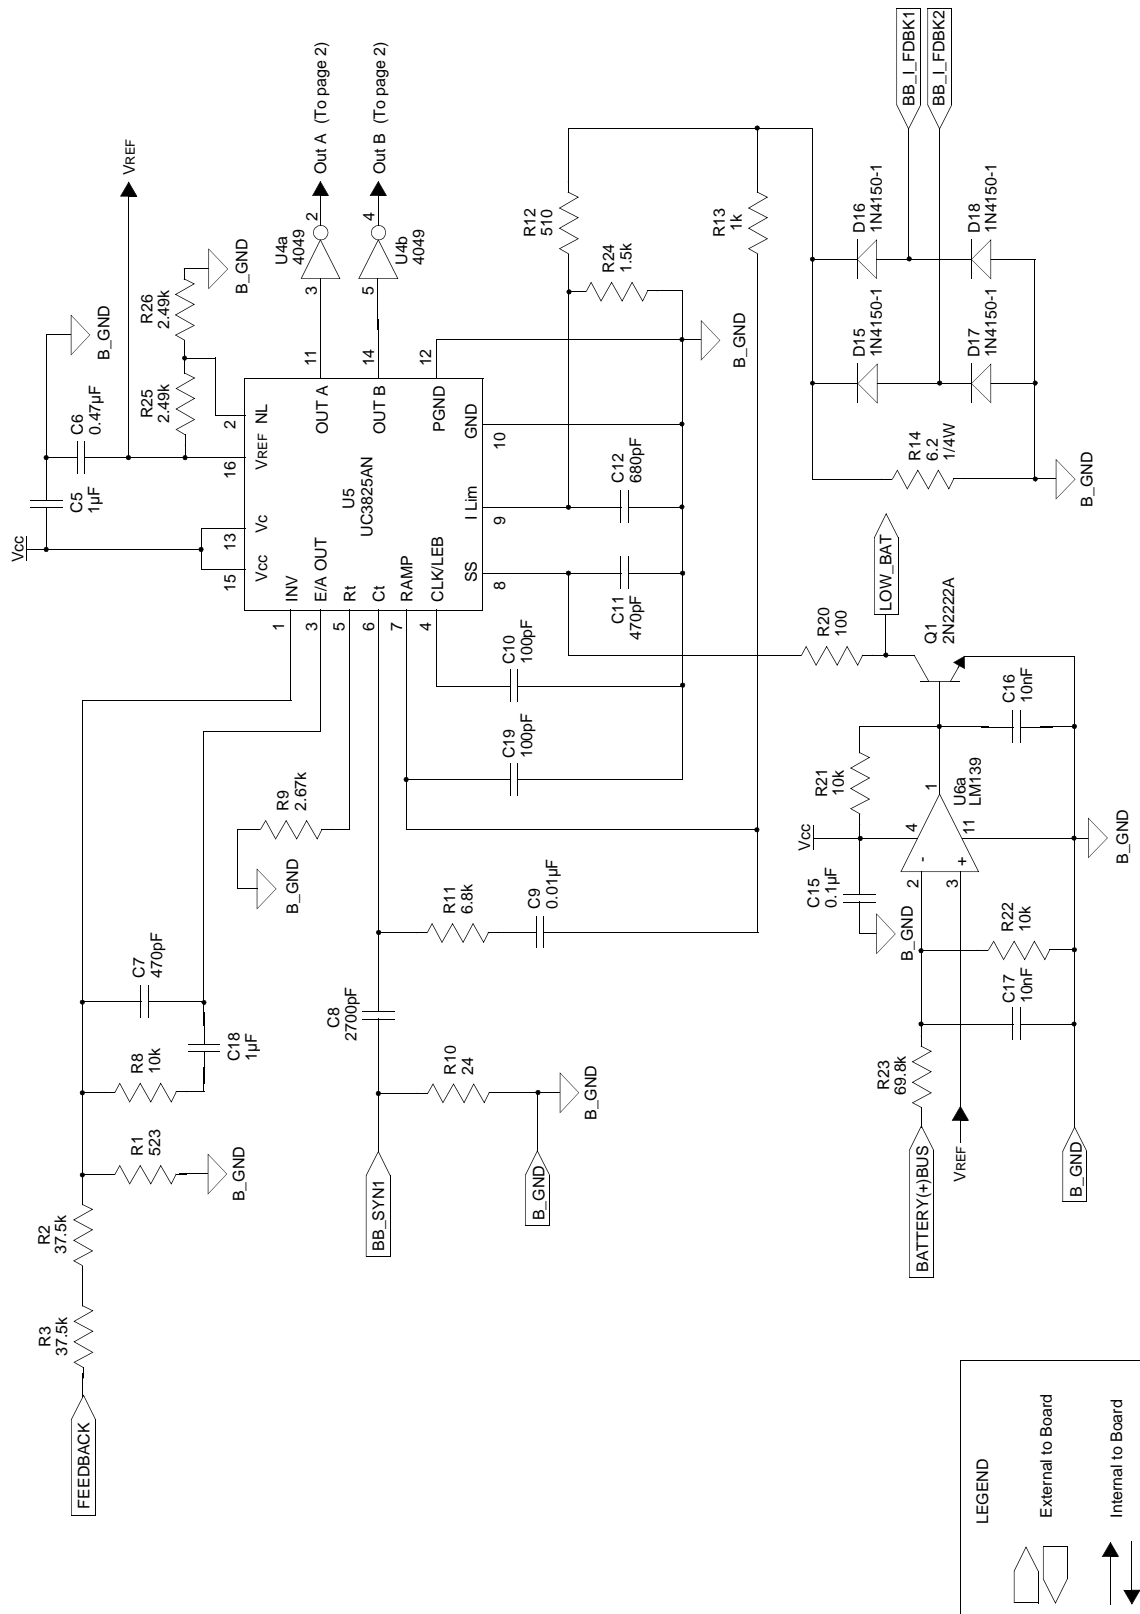 FEEDBACK
R3
37.5k
R2
37.5k
R1
523
B_GND
R8
10k
C7
470pF
C18
1µF
R9
2.67k
B_GND
Vcc
C5
1µF
C6
0.47µF
B_GND
VREF
R25
2.49k
R26
2.49k
B_GND
15
13
16
2
Vcc
Vc
VREF
NL
1
INV
3
E/A OUT
5
Rt
6
Ct
7
RAMP
4
CLK/LEB
U5
UC3825AN
OUT A
11
OUT B
14
PGND
12
SS
8
I Lim
9
GND
10
3
U4a
4049
2
Out A (To page 2)
5
U4b
4049
4
Out B (To page 2)
BB_SYN1
C8
2700pF
R10
24
B_GND
B_GND
R11
6.8k
C9
0.01µF
C19
100pF
C10
100pF
C11
470pF
C12
680pF
R24
1.5k
R12
510
R13
1k
B_GND
BATTERY(+)BUS
R23
69.8k
VREF
B_GND
C17
10nF
R22
10k
C15
0.1µF
B_GND
Vcc
R21
10k
2
-
3
+
4
11
1
U6a
LM139
B_GND
C16
10nF
Q1
2N2222A
R20
100
LOW_BAT
R14
6.2
1/4W
B_GND
D15
1N4150-1
D16
1N4150-1
D17
1N4150-1
D18
1N4150-1
BB_I_FDBK1
BB_I_FDBK2
LEGEND
External to Board
Internal to Board